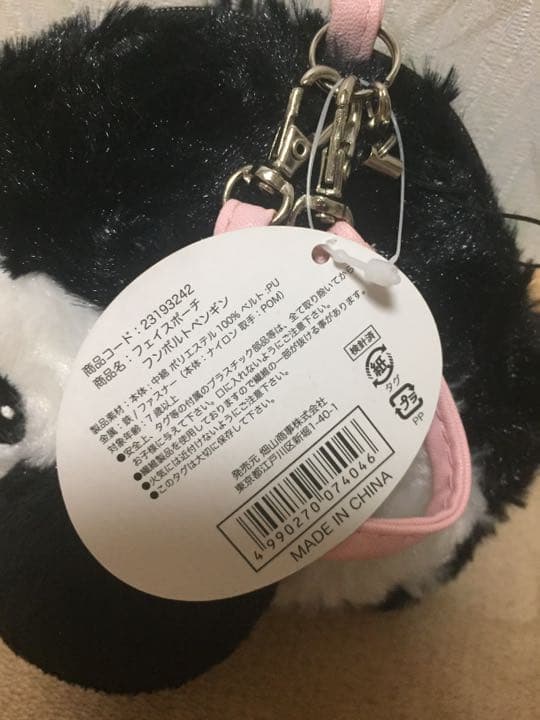 商品コード：23193242
商品名：フェイスポーチ
フンボルトペンギン
製品素材：本体：中綿 ポリエステル 100% ベルト：PU
金属：鉄/ファスナー (本体：ナイロン 取手：POM)
対象年齢：7歳以上
●安全上、タグ等の付属のプラスチック部品等は、全て取り除いてから
お子様に与えて下さい。口に入れないようにご注意下さい。
●繊維製品を使用しておりますので繊維の一部が抜ける事があります。
●火気には近付けないようにご注意下さい。
●このタグは大切に保存して下さい。
検針済
紙
タグ
プラ
PP
発売元 畑山商事株式会社
東京都江戸川区新堀1-40-1
4 990270 074046
MADE IN CHINA